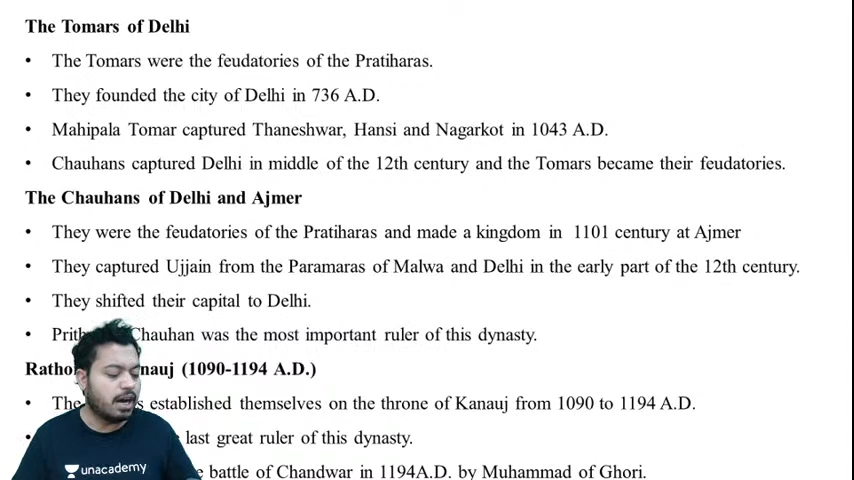 The Tomars of Delhi
• The Tomars were the feudatories of the Pratiharas.
• They founded the city of Delhi in 736 A.D.
• Mahipala Tomar captured Thaneshwar, Hansi and Nagarkot in 1043 A.D.
• Chauhans captured Delhi in middle of the 12th century and the Tomars became their feudatories.
The Chauhans of Delhi and Ajmer
• They were the feudatories of the Pratiharas and made a kingdom in 1101 century at Ajmer
• They captured Ujjain from the Paramaras of Malwa and Delhi in the early part of the 12th century.
• They shifted their capital to Delhi.
• Chauhan was the most important ruler of this dynasty.
(1090-1194 A.D.)
• The established themselves on the throne of Kanauj from 1090 to 1194 A.D.
last great ruler of this dynasty.
battle of Chandwar in 1194A.D. by Muhammad of Ghori.
unacademy